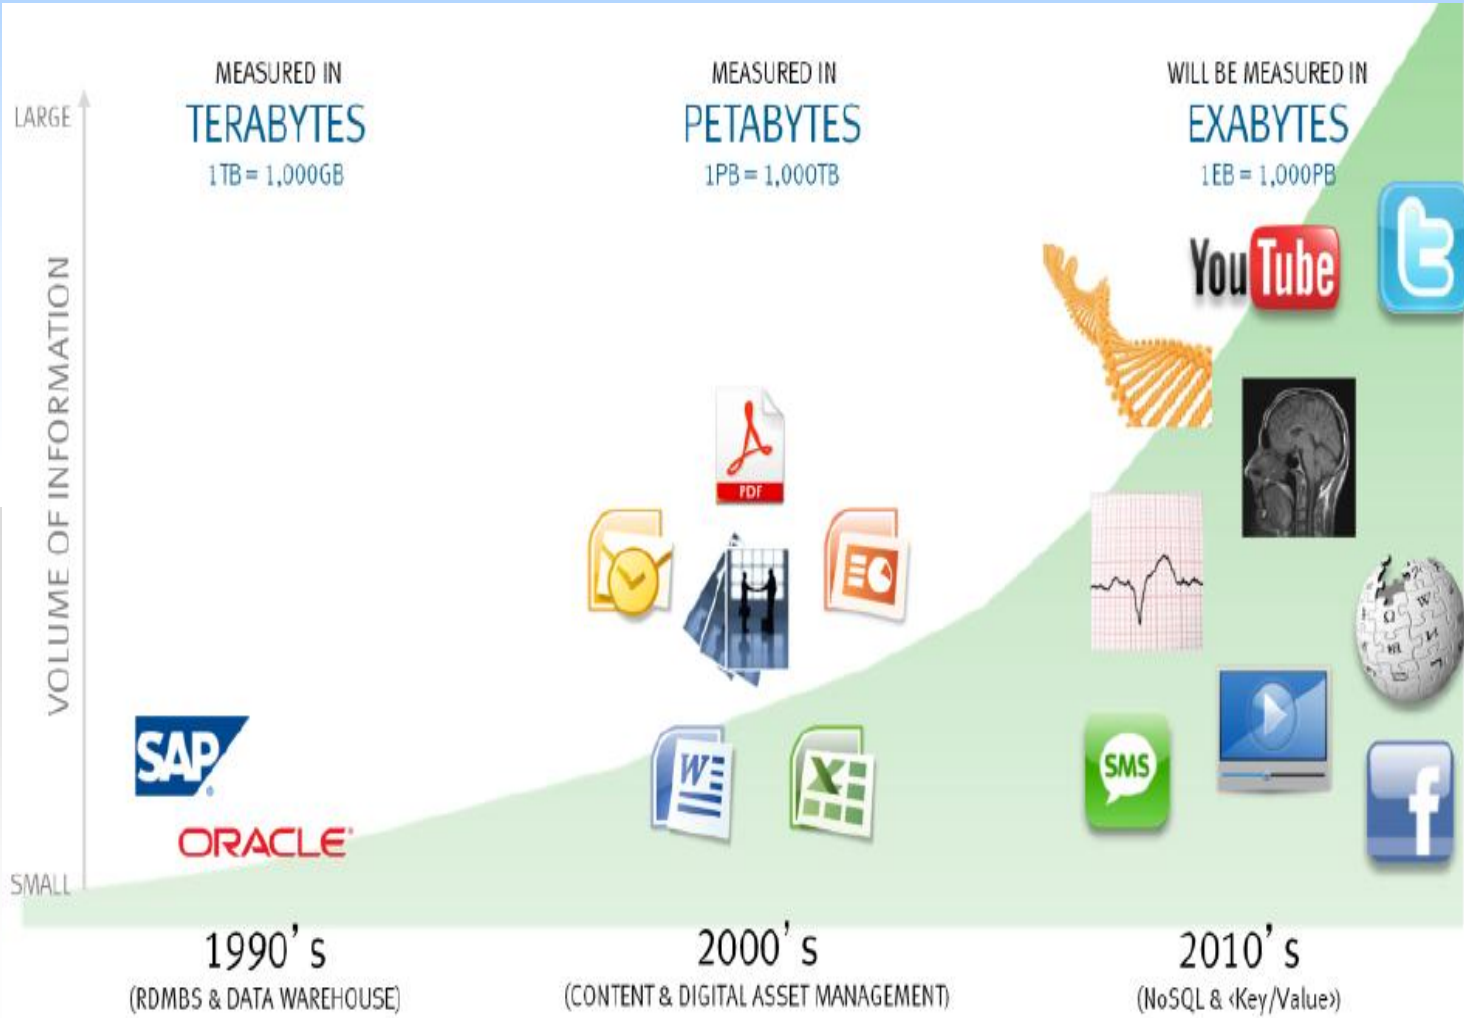 MEASURED IN
TERABYTES
1TB = 1,000GB
MEASURED IN
PETABYTES
1PB = 1,000TB
WILL BE MEASURED IN
EXABYTES
1EB = 1,000PB
LARGE
VOLUME OF INFORMATION
SMALL
SAP
ORACLE
PDF
W
X
YouTube
t
W
Ω
И
SMS
f
1990's
(RDMBS & DATA WAREHOUSE)
2000's
(CONTENT & DIGITAL ASSET MANAGEMENT)
2010's
(NoSQL & <Key/Value>)